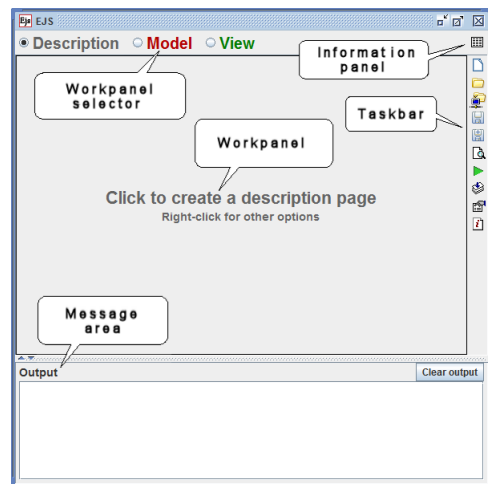 Ejs EJS
Description Model View
Information
panel
Workpanel
selector
Taskbar
Workpanel
Click to create a description page
Right-click for other options
Message
area
Output Clear output